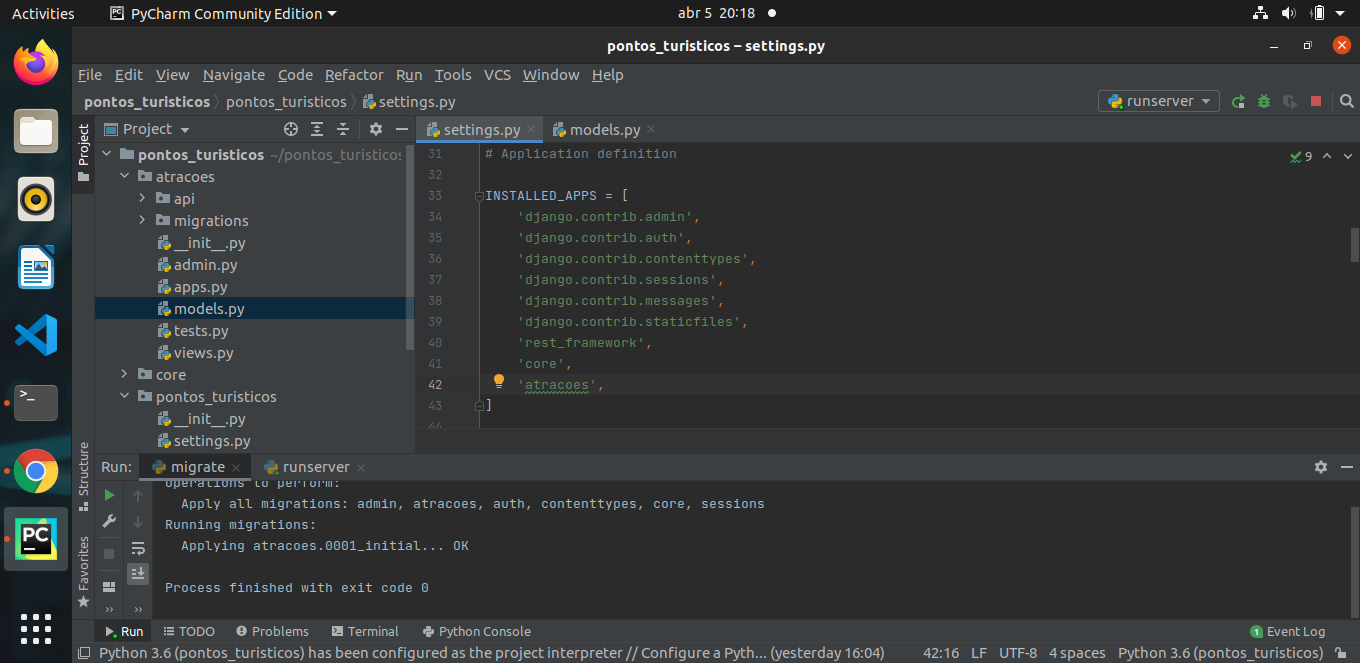 Activities PyCharm Community Edition abr 5 20:18
pontos_turisticos – settings.py
File Edit View Navigate Code Refactor Run Tools VCS Window Help
pontos_turisticos pontos_turisticos settings.py runserver
Project
Project
settings.py models.py
pontos_turisticos ~/pontos_turisticos
atracoes
api
migrations
__init__.py
admin.py
apps.py
models.py
tests.py
views.py
core
pontos_turisticos
__init__.py
settings.py
31 # Application definition
9
32
33 INSTALLED_APPS = [
34 'django.contrib.admin',
35 'django.contrib.auth',
36 'django.contrib.contenttypes',
37 'django.contrib.sessions',
38 'django.contrib.messages',
39 'django.contrib.staticfiles',
40 'rest_framework',
41 'core',
42 'atracoes',
43 ]
44
Structure
Favorites
Run: migrate runserver
Operations to perform:
Apply all migrations: admin, atracoes, auth, contenttypes, core, sessions
Running migrations:
Applying atracoes.0001_initial... OK
Process finished with exit code 0
PC
Run TODO Problems Terminal Python Console 1 Event Log
Python 3.6 (pontos_turisticos) has been configured as the project interpreter // Configure a Pyth... (yesterday 16:04) 42:16 LF UTF-8 4 spaces Python 3.6 (pontos_turisticos)